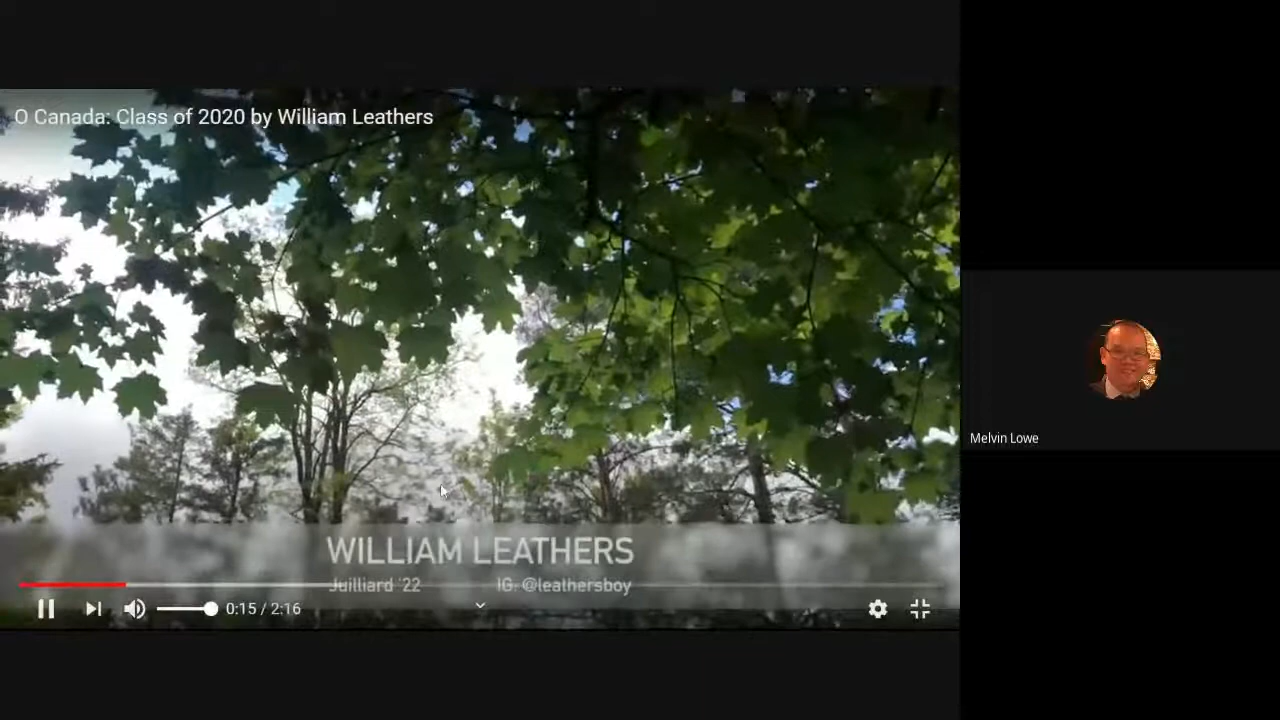 O Canada: Class of 2020 by William Leathers
WILLIAM LEATHERS
Juilliard '22 IG: @leathersboy
0:15 / 2:16
Melvin Lowe